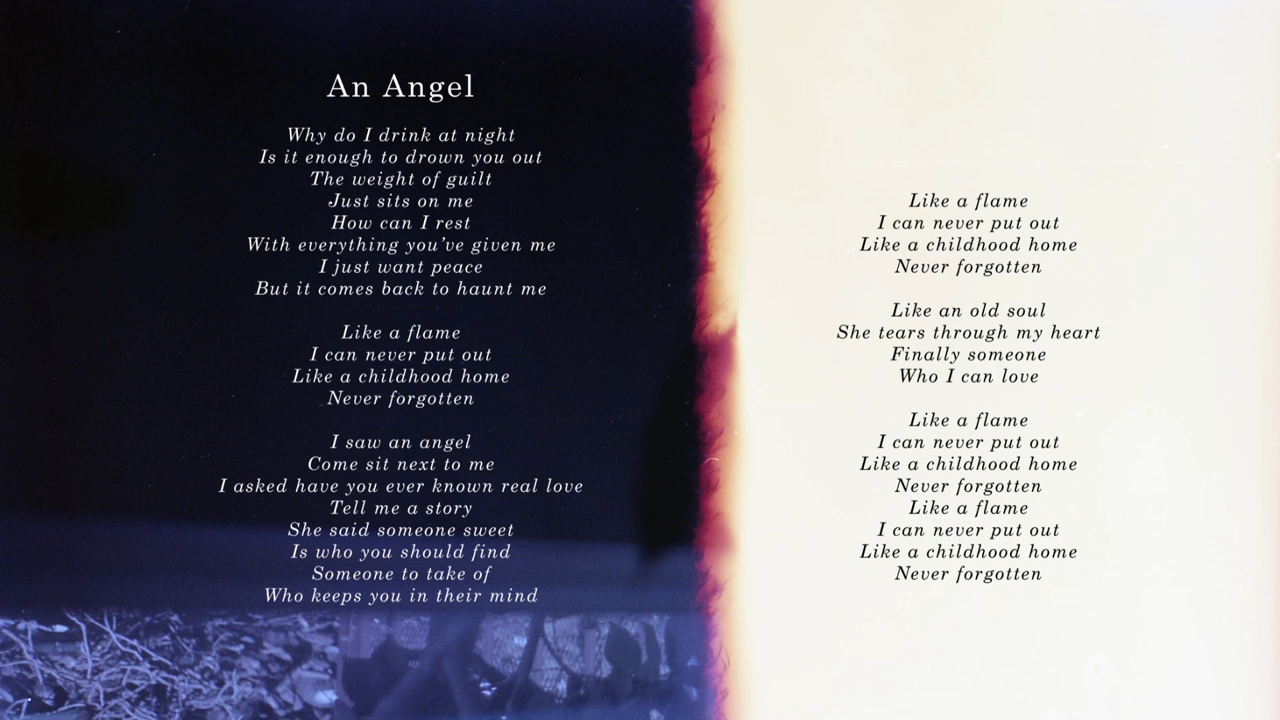 An Angel
Why do I drink at night
Is it enough to drown you out
The weight of guilt
Just sits on me
How can I rest
With everything you've given me
I just want peace
But it comes back to haunt me
Like a flame
I can never put out
Like a childhood home
Never forgotten
I saw an angel
Come sit next to me
I asked have you ever known real love
Tell me a story
She said someone sweet
Is who you should find
Someone to take of
Who keeps you in their mind
Like a flame
I can never put out
Like a childhood home
Never forgotten
Like an old soul
She tears through my heart
Finally someone
Who I can love
Like a flame
I can never put out
Like a childhood home
Never forgotten
Like a flame
I can never put out
Like a childhood home
Never forgotten